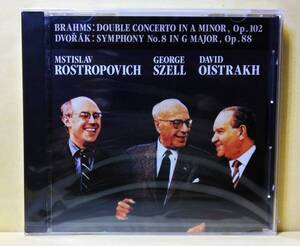 BRAHMS: DOUBLE CONCERTO IN A MINOR, Op.102
DVOŘÁK: SYMPHONY No.8 IN G MAJOR, Op.88
MSTISLAV GEORGE DAVID
ROSTROPOVICH SZELL OISTRAKH